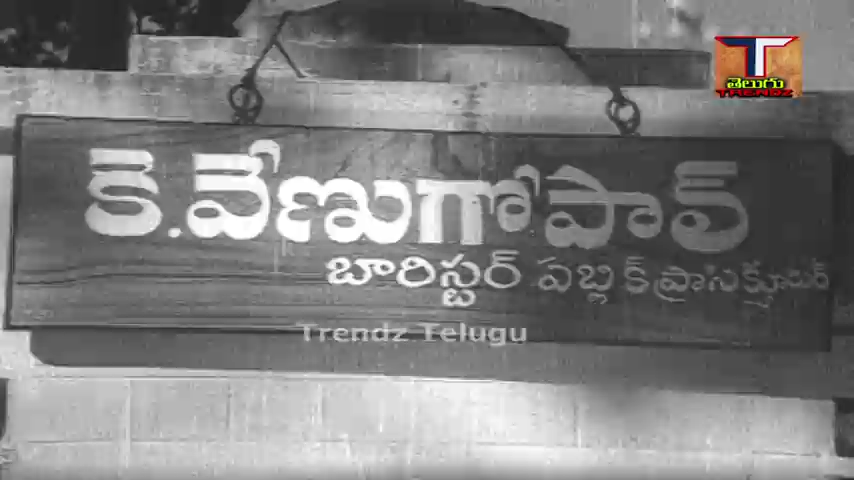 తెలుగు
TRENDZ
కె.వేణుగోపాల్
బారిస్టర్ పబ్లిక్ ప్రాసిక్యూటర్
Trendz Telugu